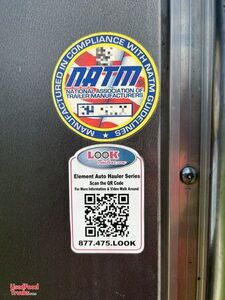 MANUFACTURED IN COMPLIANCE WITH NATM GUIDELINES
NATM
NATIONAL ASSOCIATION OF
TRAILER MANUFACTURERS
LOOK
Element Auto Hauler Series
Scan the QR Code
For More Information & Video Walk Around
877.475.LOOK